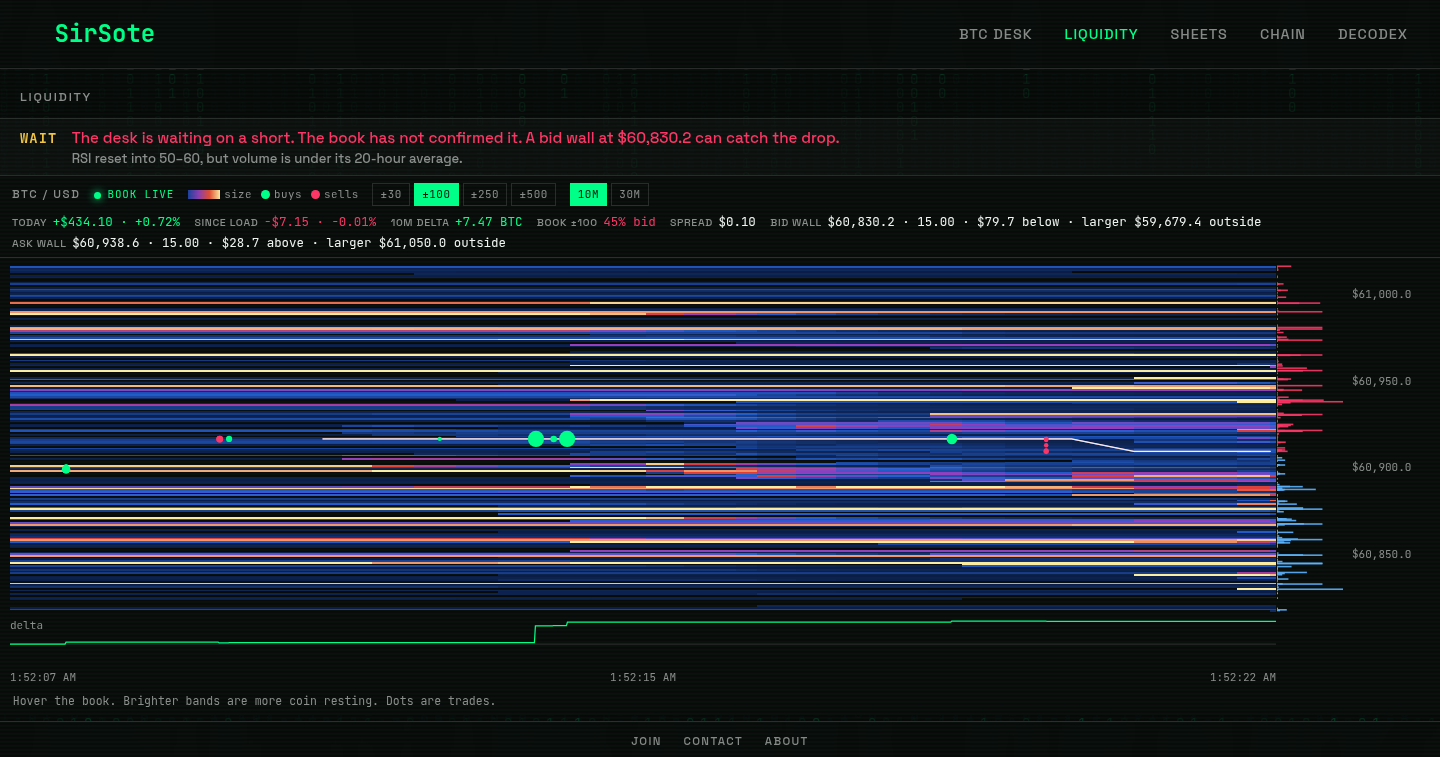 SirSote
BTC DESK LIQUIDITY SHEETS CHAIN DECODEX
LIQUIDITY
WAIT The desk is waiting on a short. The book has not confirmed it. A bid wall at $60,830.2 can catch the drop.
RSI reset into 50–60, but volume is under its 20-hour average.
BTC / USD BOOK LIVE size buys sells ±30 ±100 ±250 ±500 10M 30M
TODAY +$434.10 · +0.72% SINCE LOAD -$7.15 · -0.01% 10M DELTA +7.47 BTC BOOK ±100 45% bid SPREAD $0.10 BID WALL $60,830.2 · 15.00 · $79.7 below · larger $59,679.4 outside
ASK WALL $60,938.6 · 15.00 · $28.7 above · larger $61,050.0 outside
$61,000.0
$60,950.0
$60,900.0
$60,850.0
delta
1:52:07 AM 1:52:15 AM 1:52:22 AM
Hover the book. Brighter bands are more coin resting. Dots are trades.
JOIN CONTACT ABOUT